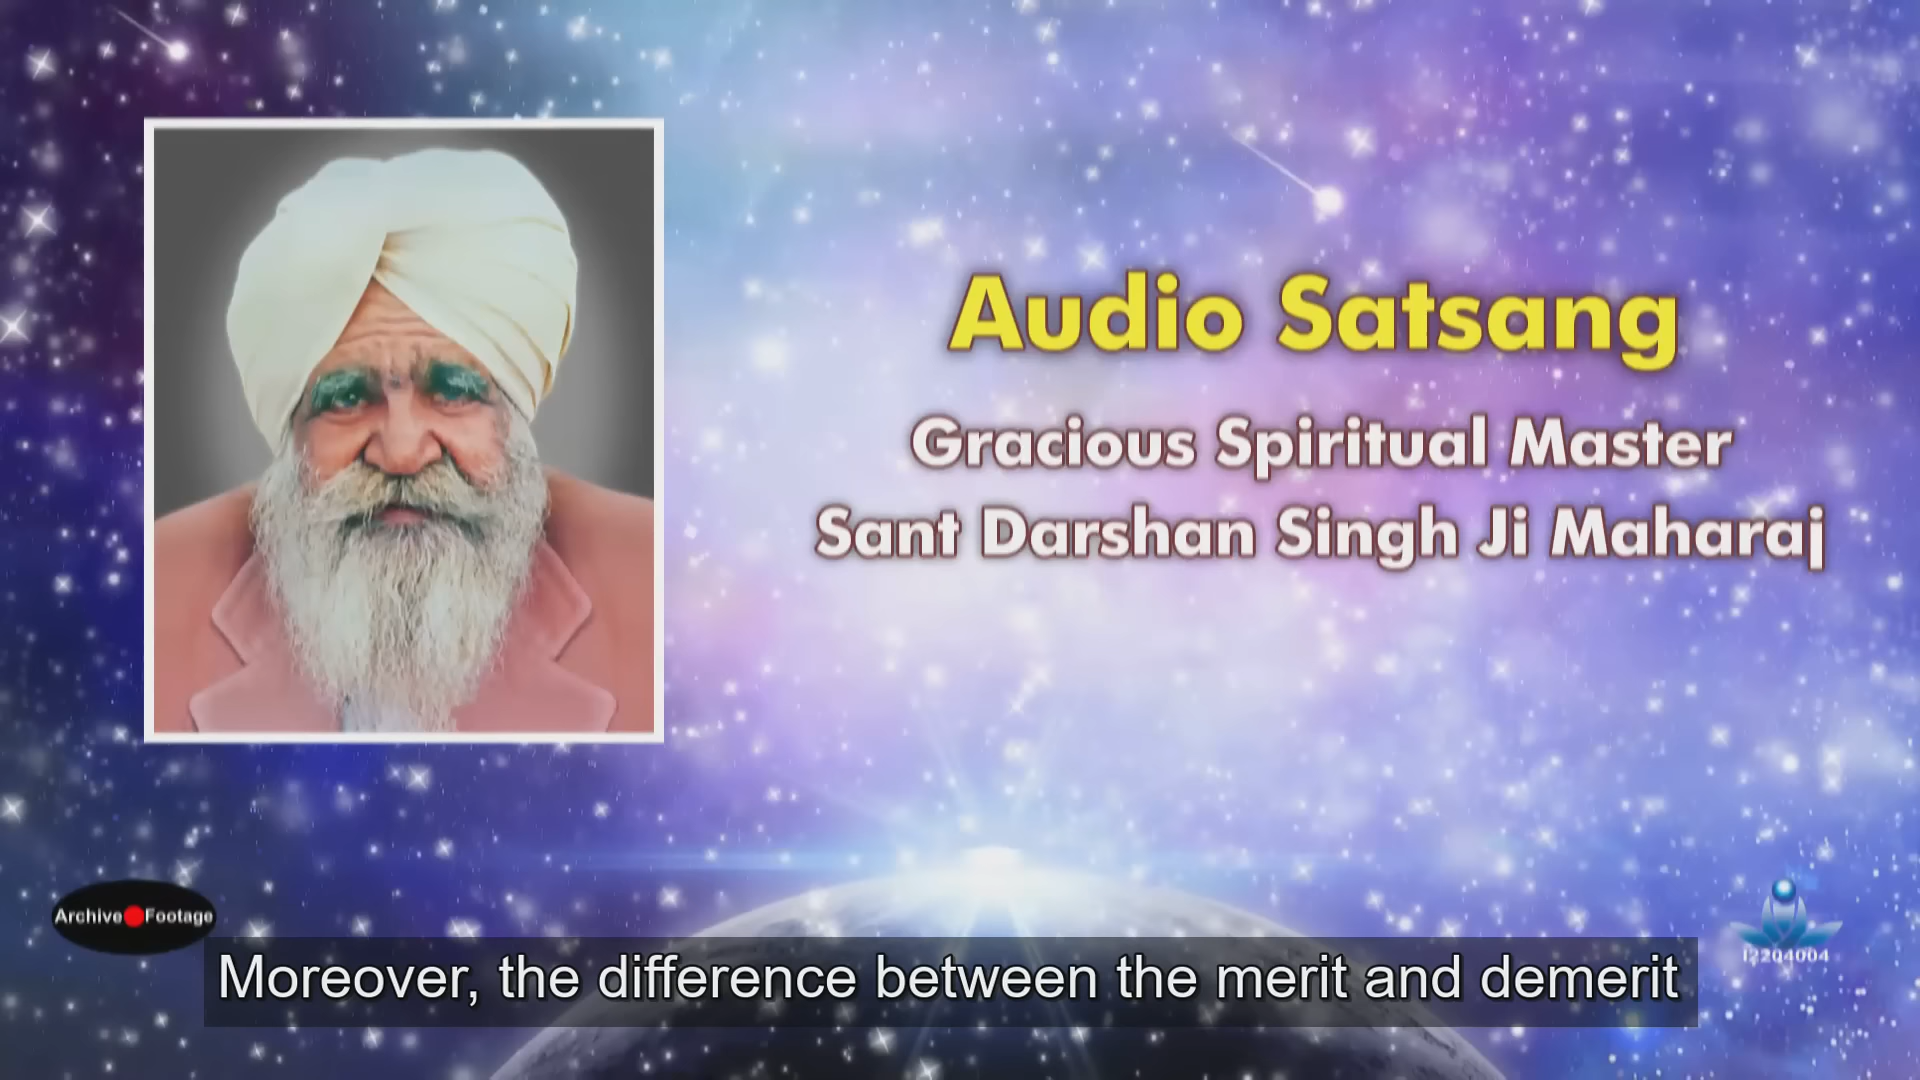 Audio Satsang
Gracious Spiritual Master
Sant Darshan Singh Ji Maharaj
Archive Footage
I2204004
Moreover, the difference between the merit and demerit